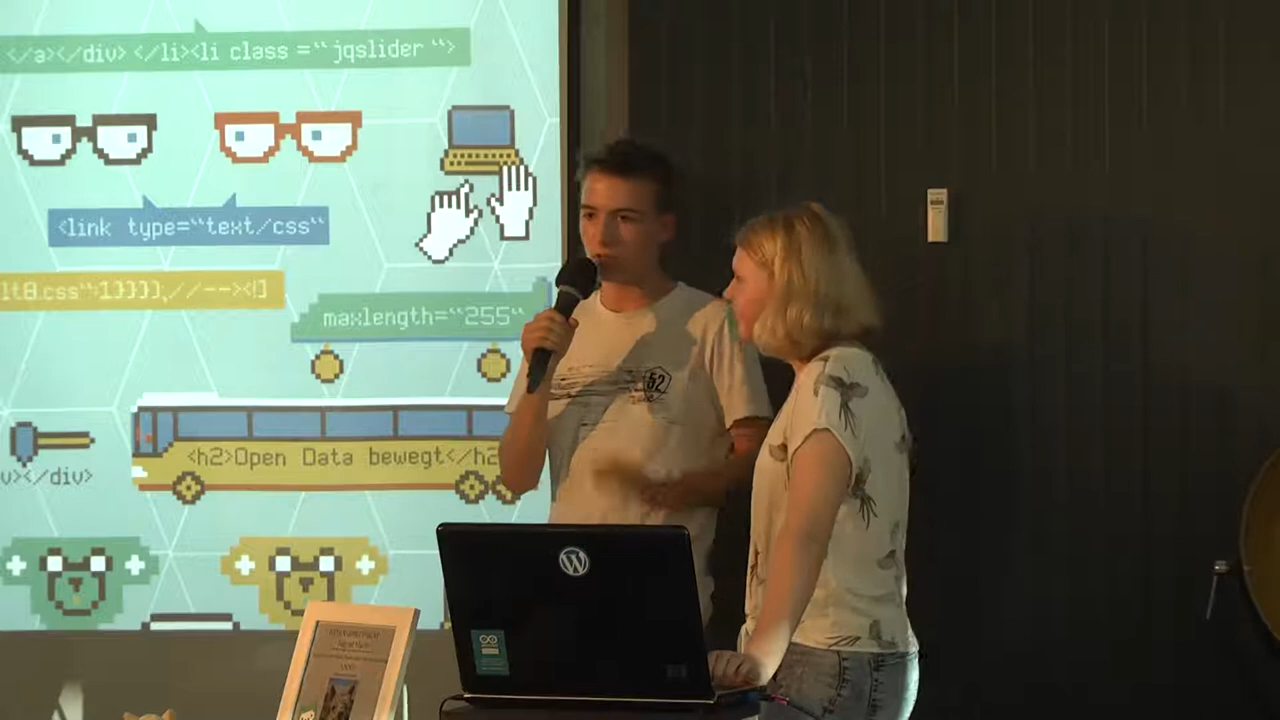 </a></div> </li><li class ="jqslider ">
<link type="text/css"
lt8.css");}}}};//--><!]
maxlength="255"
<h2>Open Data bewegt</h2
v></div>
52
W